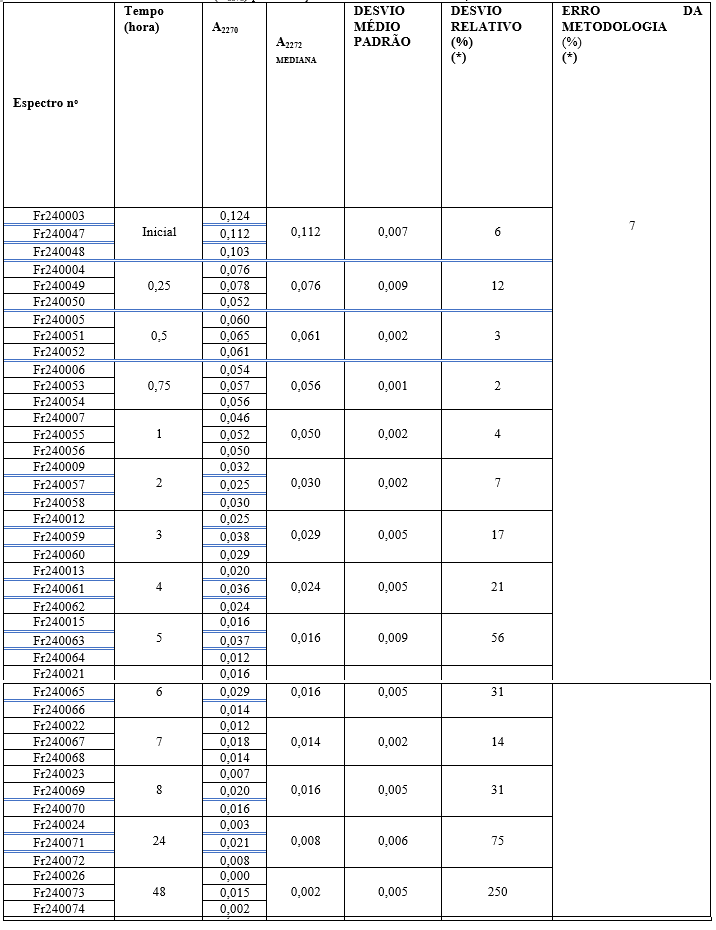 Espectro nº
Tempo
(hora)
A2270
A2272
MEDIANA
DESVIO
MÉDIO
PADRÃO
DESVIO
RELATIVO
(%)
(*)
ERRO DA
METODOLOGIA
(%)
(*)
7
Fr240003 0,124
Fr240047 Inicial 0,112 0,112 0,007 6
Fr240048 0,103
Fr240004 0,076
Fr240049 0,25 0,078 0,076 0,009 12
Fr240050 0,052
Fr240005 0,060
Fr240051 0,5 0,065 0,061 0,002 3
Fr240052 0,061
Fr240006 0,054
Fr240053 0,75 0,057 0,056 0,001 2
Fr240054 0,056
Fr240007 0,046
Fr240055 1 0,052 0,050 0,002 4
Fr240056 0,050
Fr240009 0,032
Fr240057 2 0,025 0,030 0,002 7
Fr240058 0,030
Fr240012 0,025
Fr240059 3 0,038 0,029 0,005 17
Fr240060 0,029
Fr240013 0,020
Fr240061 4 0,036 0,024 0,005 21
Fr240062 0,024
Fr240015 0,016
Fr240063 5 0,037 0,016 0,009 56
Fr240064 0,012
Fr240021 0,016
Fr240065 6 0,029 0,016 0,005 31
Fr240066 0,014
Fr240022 0,012
Fr240067 7 0,018 0,014 0,002 14
Fr240068 0,014
Fr240023 0,007
Fr240069 8 0,020 0,016 0,005 31
Fr240070 0,016
Fr240024 0,003
Fr240071 24 0,021 0,008 0,006 75
Fr240072 0,008
Fr240026 0,000
Fr240073 48 0,015 0,002 0,005 250
Fr240074 0,002